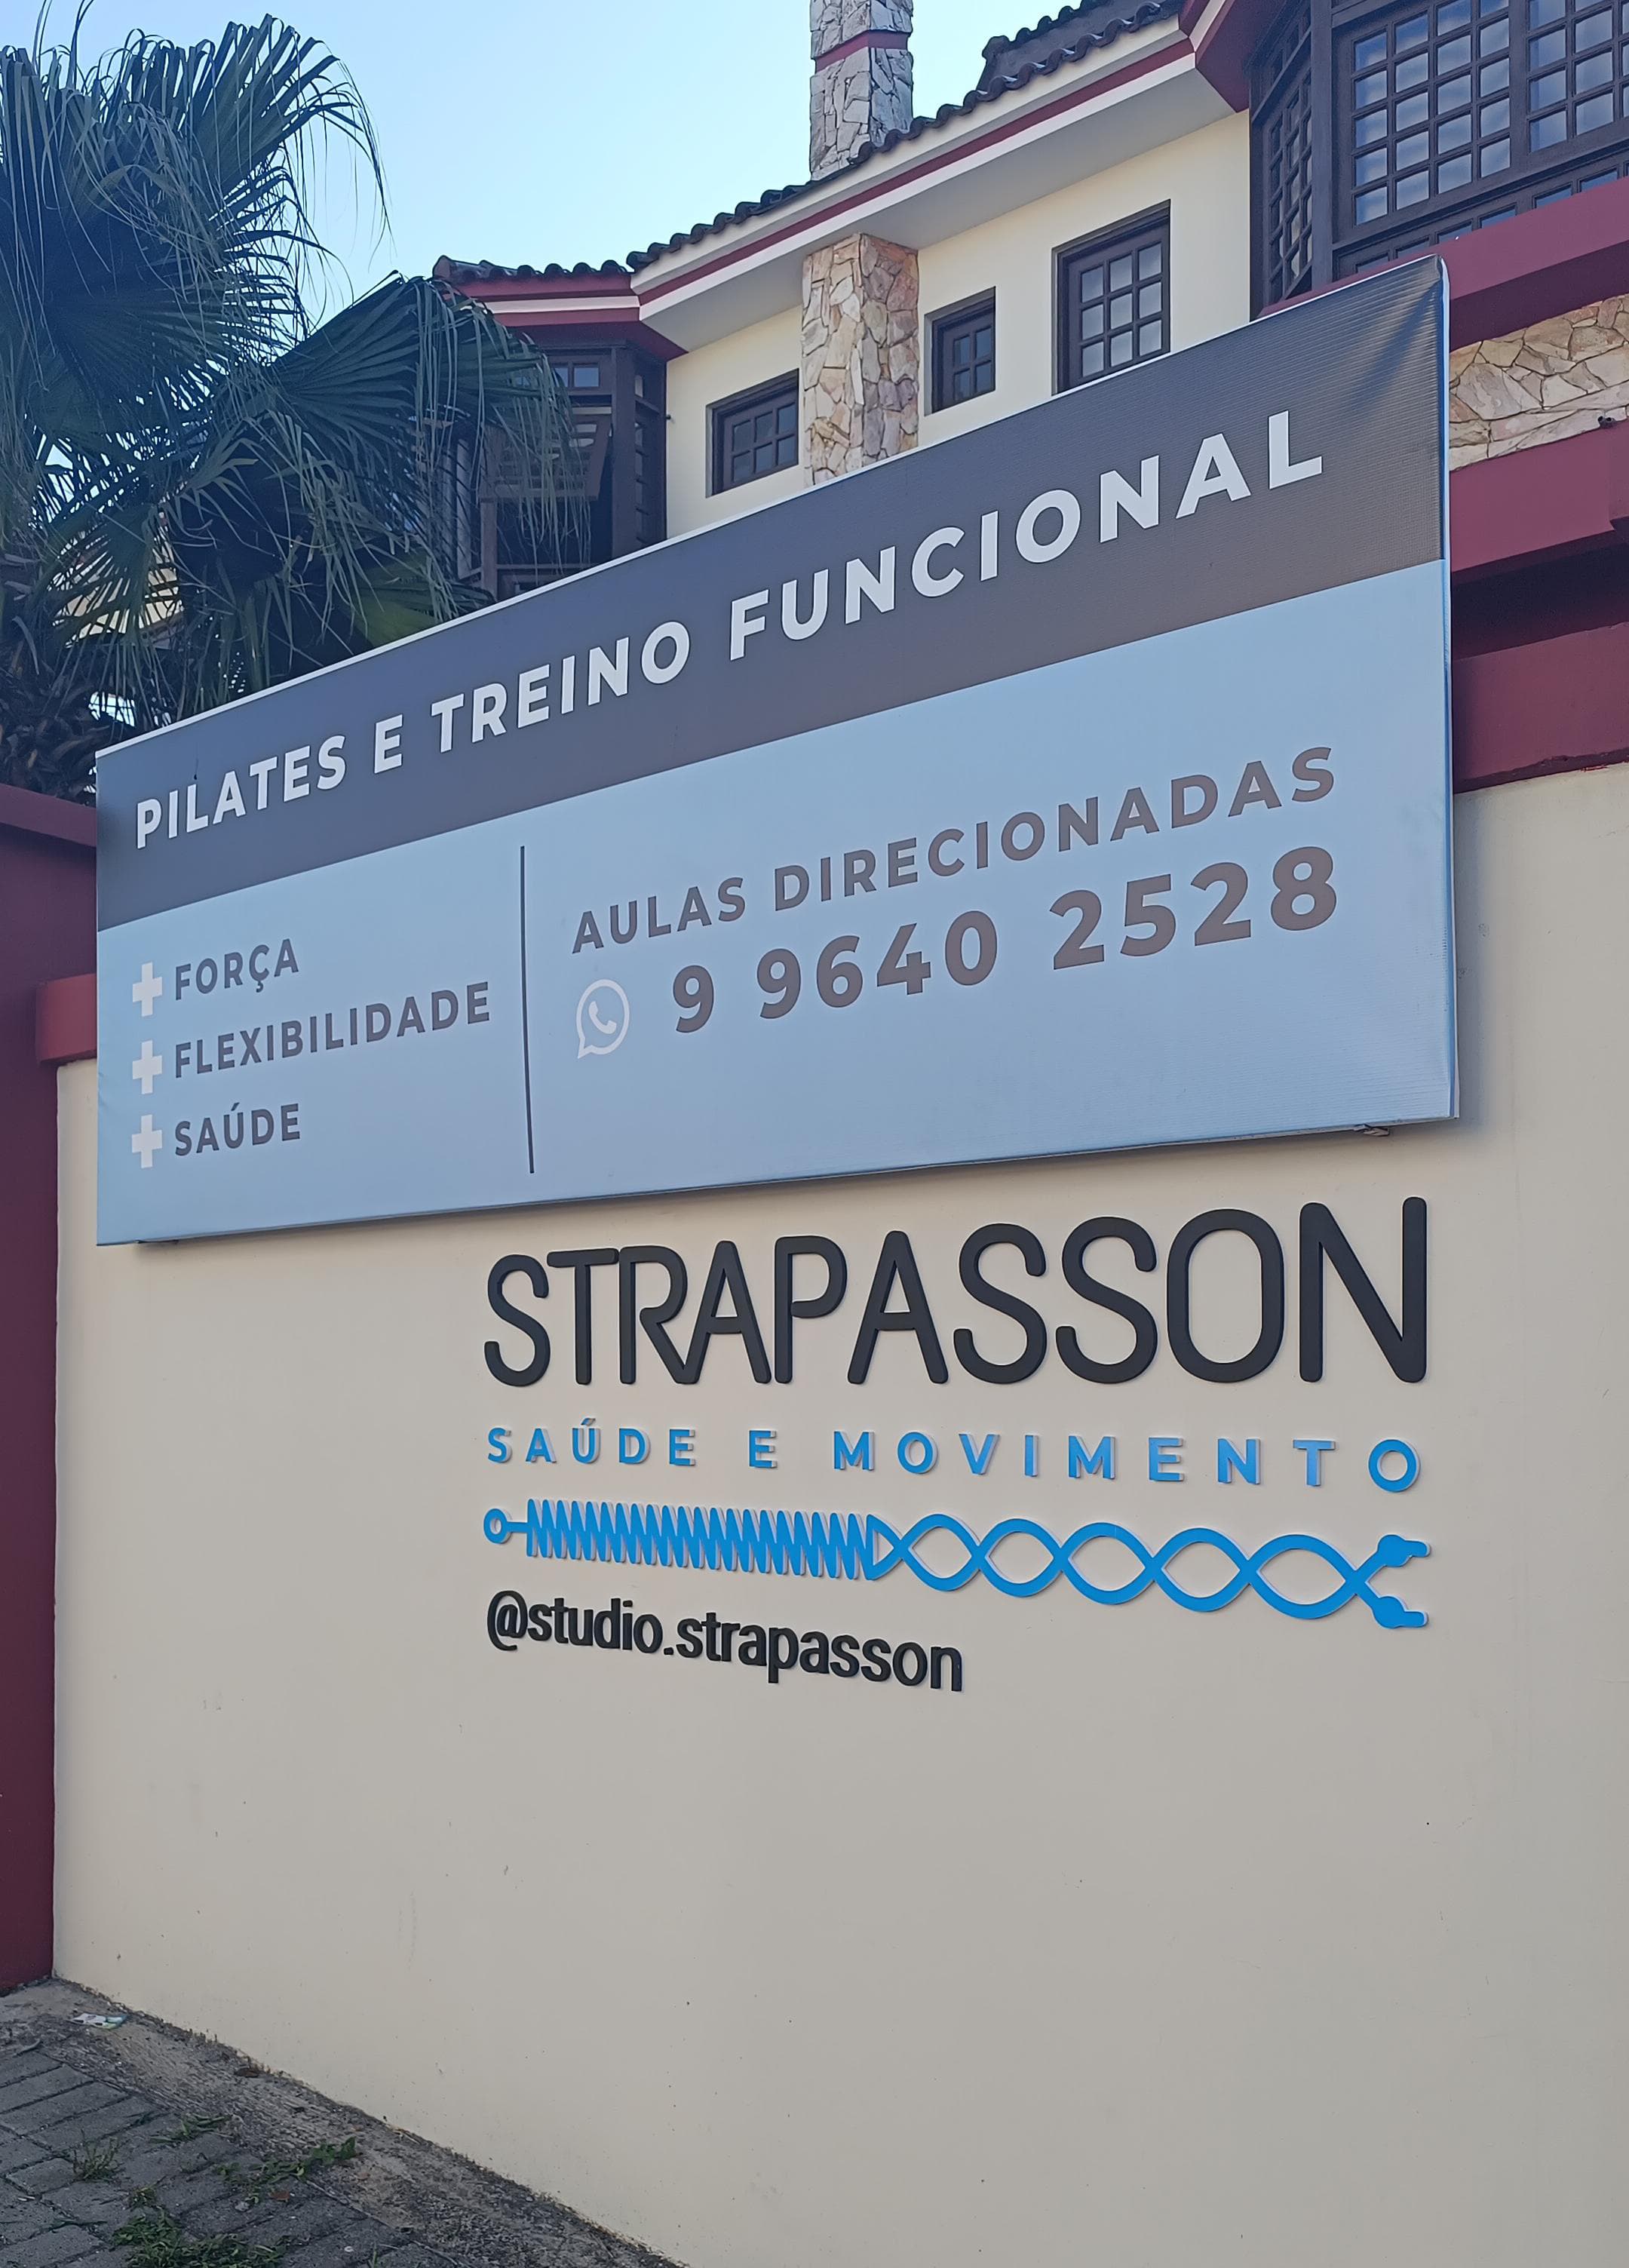 PILATES E TREINO FUNCIONAL
FORÇA
FLEXIBILIDADE
SAÚDE
AULAS DIRECIONADAS
9 9640 2528
STRAPASSON
SAÚDE E MOVIMENTO
@studio.strapasson